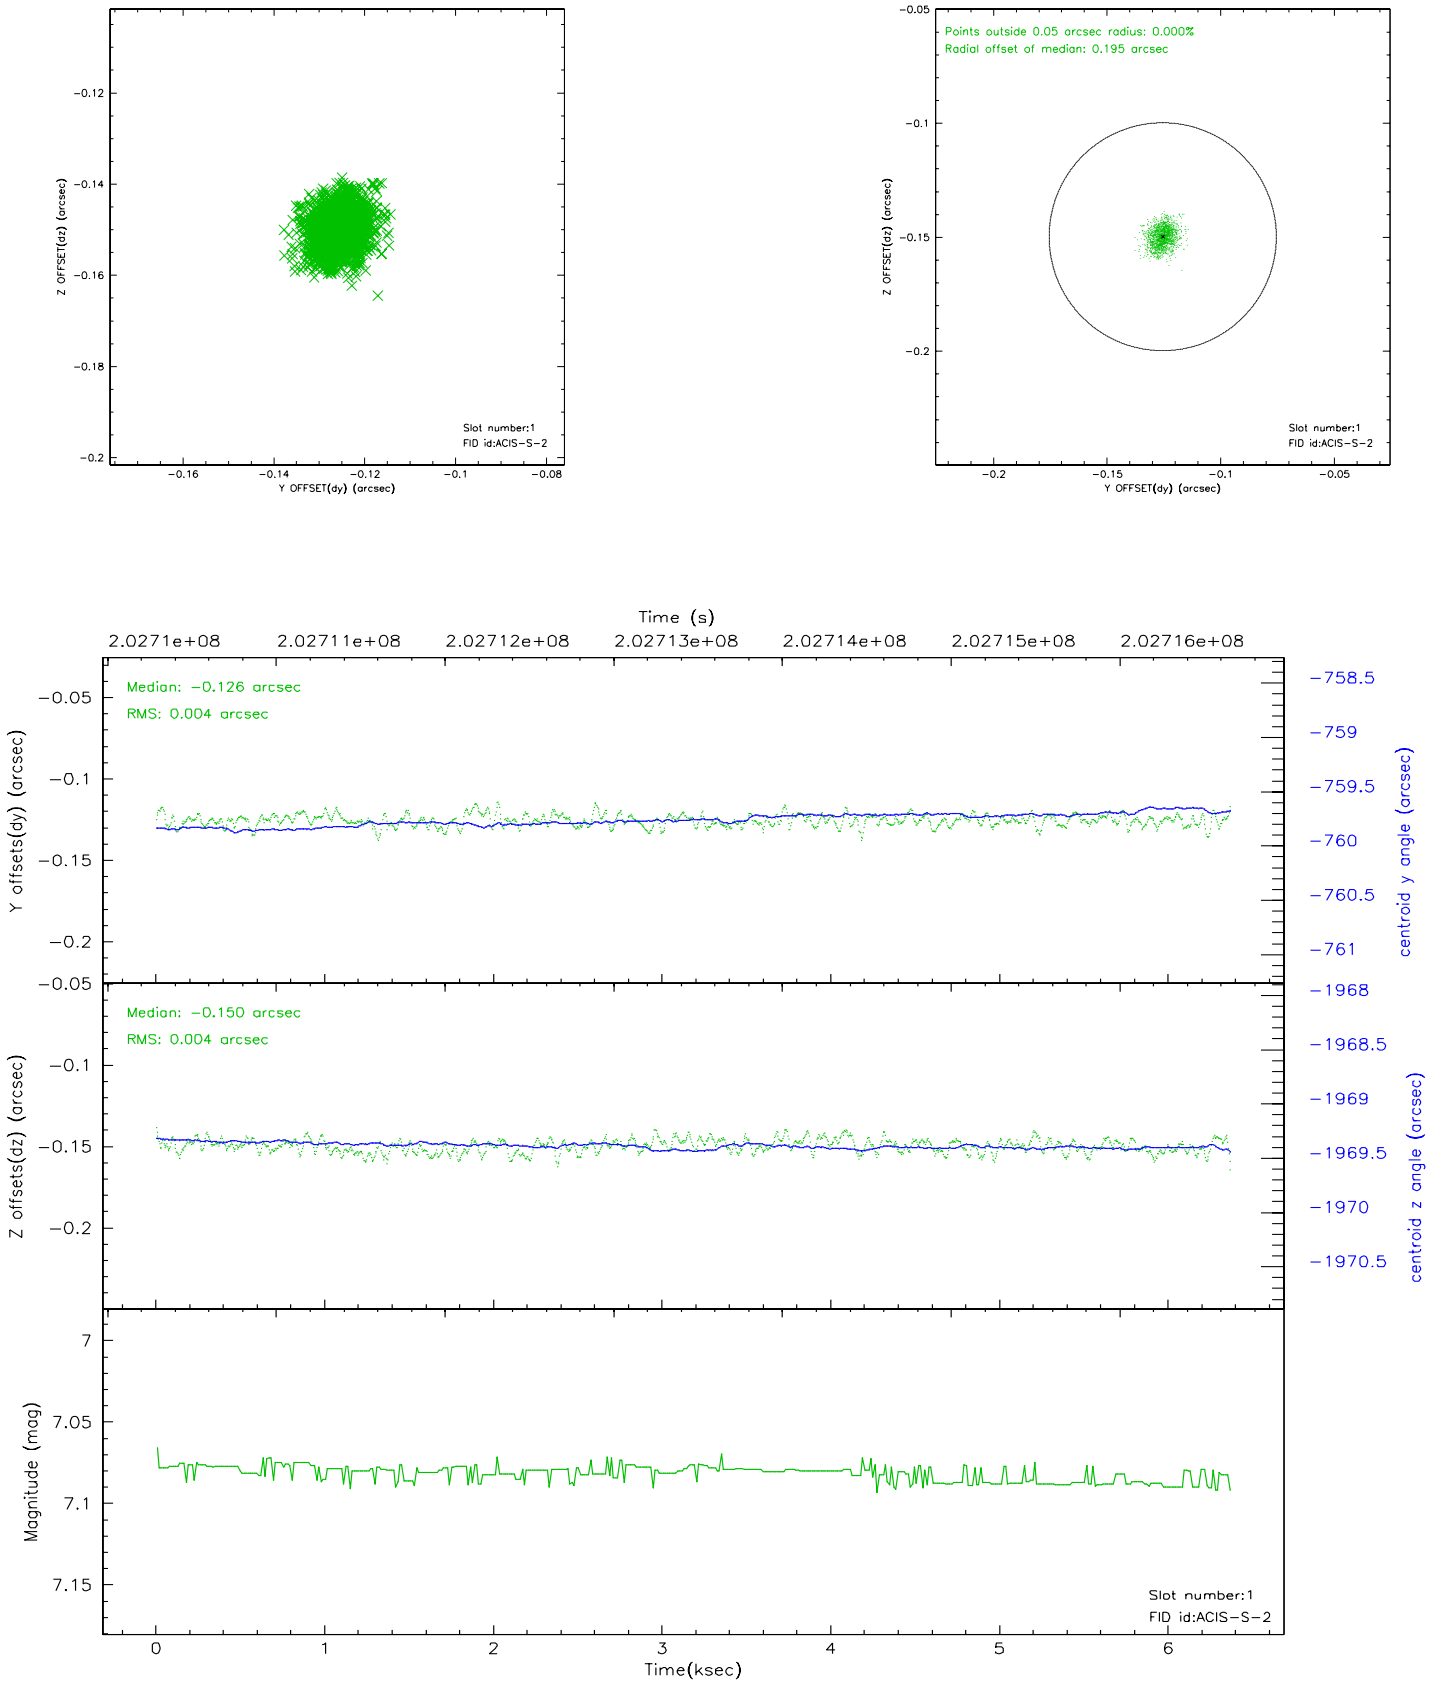 -0.12
-0.14
-0.16
-0.18
-0.2
Z OFFSET(dz) (arcsec)
Slot number:1
FID id:ACIS-S-2
-0.16 -0.14 -0.12 -0.1 -0.08
Y OFFSET(dy) (arcsec)
-0.05
-0.1
-0.15
-0.2
Z OFFSET(dz) (arcsec)
Points outside 0.05 arcsec radius: 0.000%
Radial offset of median: 0.195 arcsec
Slot number:1
FID id:ACIS-S-2
-0.2 -0.15 -0.1 -0.05
Y OFFSET(dy) (arcsec)
Time (s)
2.0271e+08 2.02711e+08 2.02712e+08 2.02713e+08 2.02714e+08 2.02715e+08 2.02716e+08
Median: -0.126 arcsec
RMS: 0.004 arcsec
-0.05
-0.1
-0.15
-0.2
Y offsets(dy) (arcsec)
-758.5
-759
-759.5
-760
-760.5
-761
centroid y angle (arcsec)
Median: -0.150 arcsec
RMS: 0.004 arcsec
-0.05
-0.1
-0.15
-0.2
Z offsets(dz) (arcsec)
-1968
-1968.5
-1969
-1969.5
-1970
-1970.5
centroid z angle (arcsec)
7
7.05
7.1
7.15
Magnitude (mag)
Slot number:1
FID id:ACIS-S-2
0 1 2 3 4 5 6
Time(ksec)